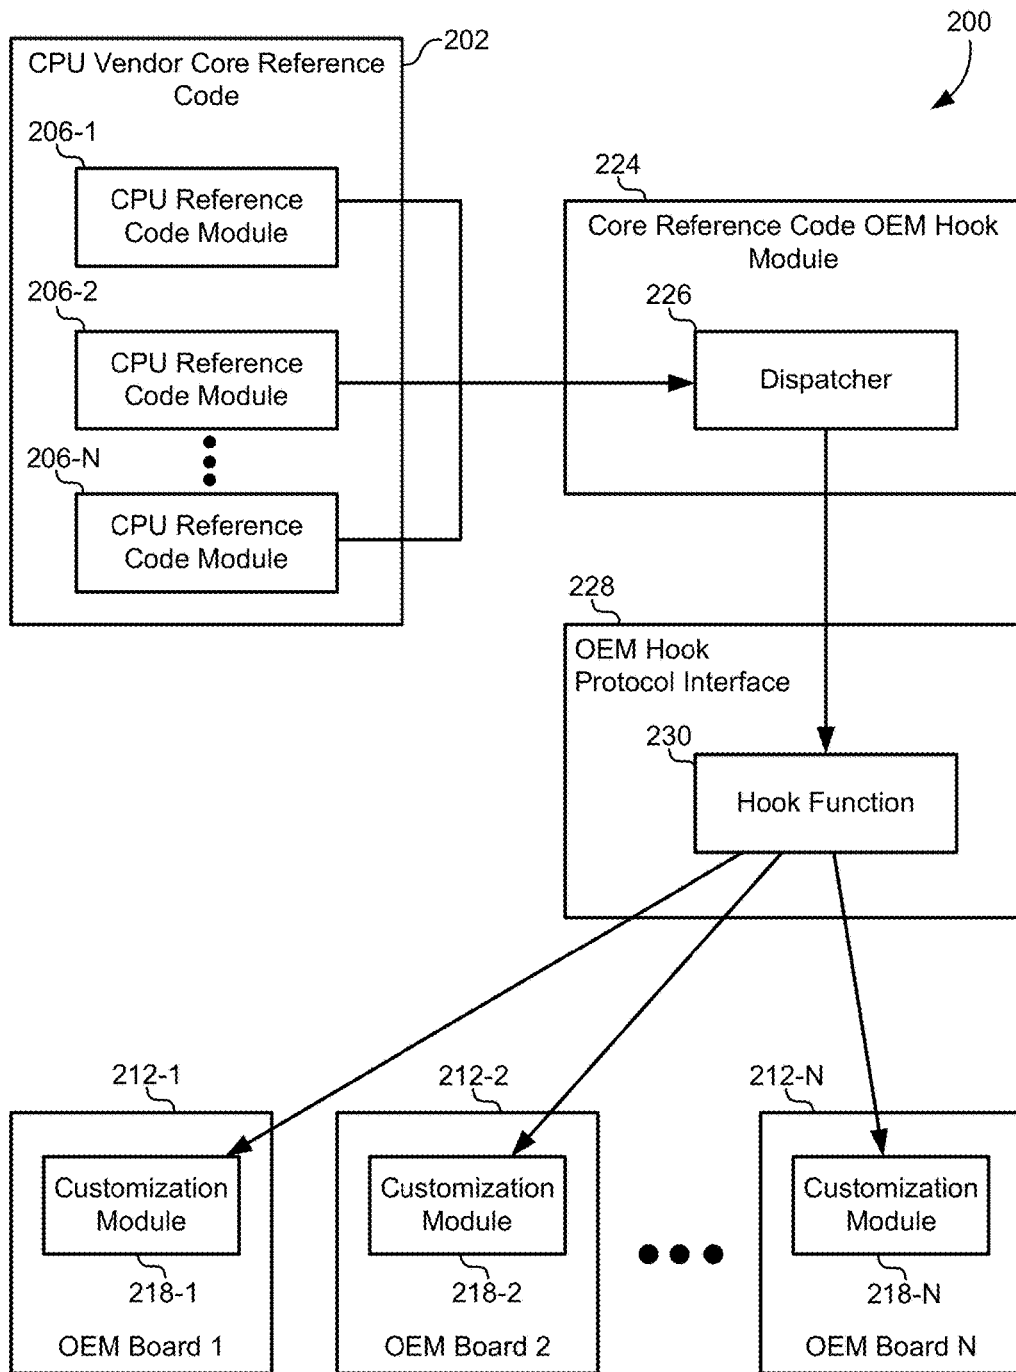 200
202
CPU Vendor Core Reference
Code
206-1
CPU Reference
Code Module
206-2
CPU Reference
Code Module
206-N
CPU Reference
Code Module
224
Core Reference Code OEM Hook
Module
226
Dispatcher
228
OEM Hook
Protocol Interface
230
Hook Function
212-1
Customization
Module
218-1
OEM Board 1
212-2
Customization
Module
218-2
OEM Board 2
212-N
Customization
Module
218-N
OEM Board N